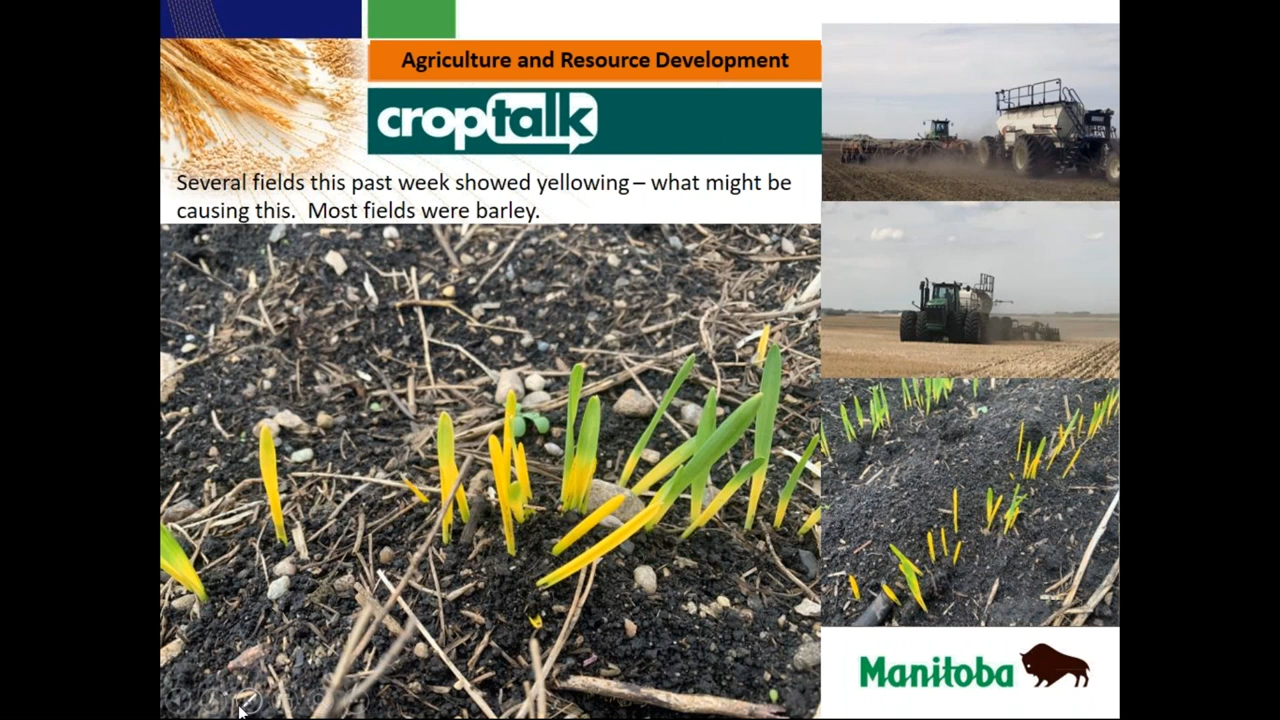 Agriculture and Resource Development
croptalk
Several fields this past week showed yellowing – what might be
causing this.  Most fields were barley.
Manitoba